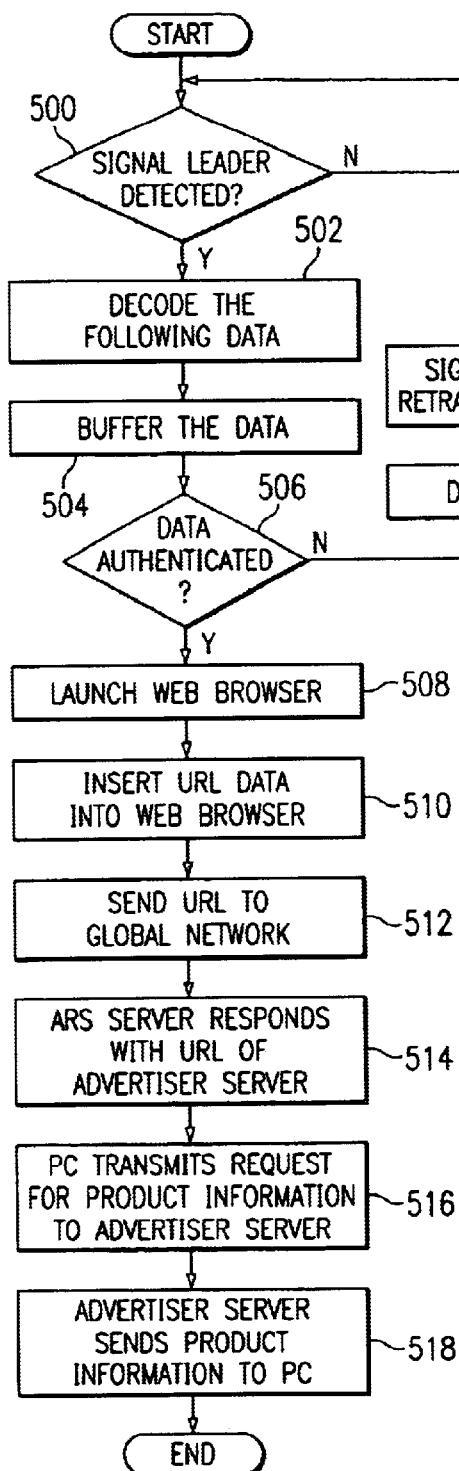 START
500
SIGNAL LEADER
DETECTED?
N
Y
502
DECODE THE
FOLLOWING DATA
BUFFER THE DATA
504
506
DATA
AUTHENTICATED
?
N
Y
LAUNCH WEB BROWSER
508
INSERT URL DATA
INTO WEB BROWSER
510
SEND URL TO
GLOBAL NETWORK
512
ARS SERVER RESPONDS
WITH URL OF
ADVERTISER SERVER
514
PC TRANSMITS REQUEST
FOR PRODUCT INFORMATION
TO ADVERTISER SERVER
516
ADVERTISER SERVER
SENDS PRODUCT
INFORMATION TO PC
518
END
SIG
RETRA
D